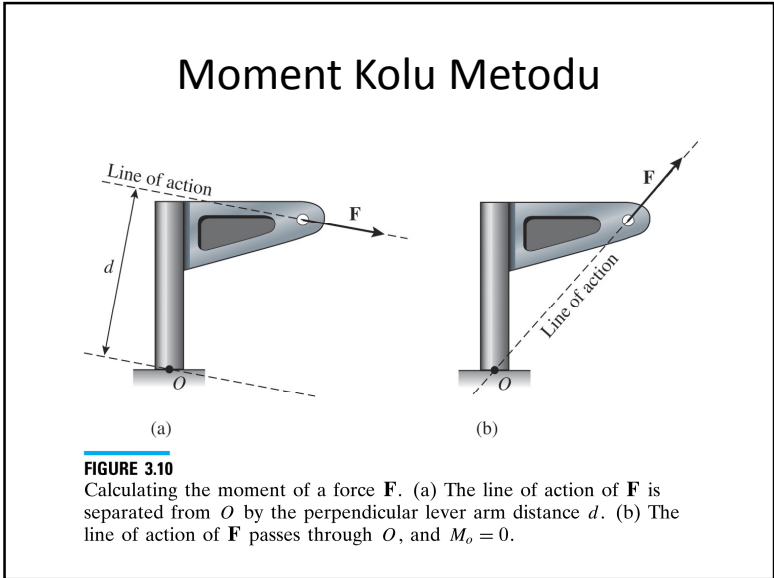 Moment Kolu Metodu
Line of action
F
d
O
(a)
F
Line of action
O
(b)
FIGURE 3.10
Calculating the moment of a force F. (a) The line of action of F is
separated from O by the perpendicular lever arm distance d. (b) The
line of action of F passes through O, and Mₒ = 0.